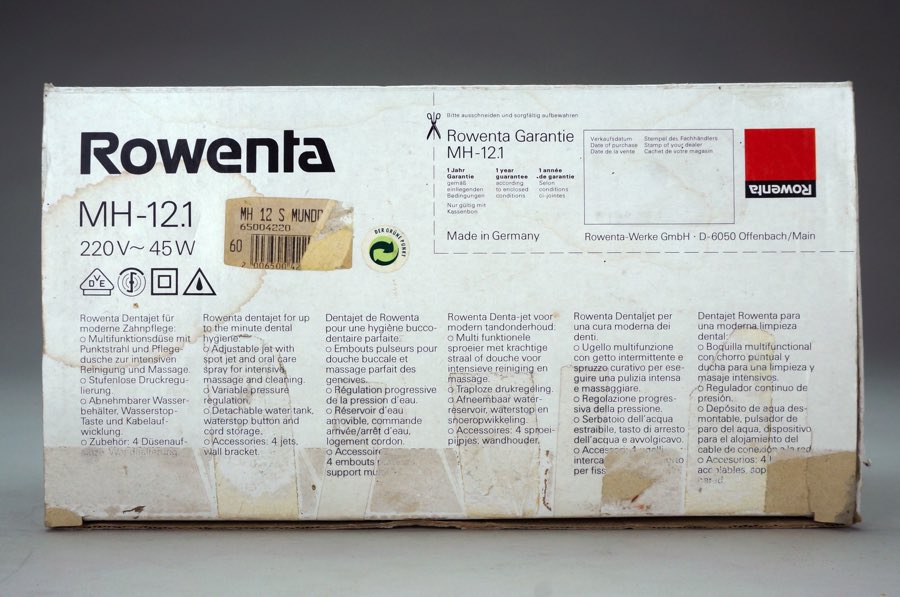 Rowenta
MH-12.1
220V~ 45W
MH 12 S MUNDO
65004220
60
DER GRÜNE PUNKT
Bitte ausschneiden und sorgfältig aufbewahren
Rowenta Garantie
MH-12.1
1 Jahr
Garantie
gemäß
einliegenden
Bedingungen
Nur gültig mit
Kassenbon
1 year
guarantee
according
to enclosed
conditions
1 année
de garantie
Selon
conditions
ci-jointes
Verkaufsdatum
Date of purchase
Date de la vente
Stempel des Fachhändlers
Stamp of your dealer
Cachet de votre magasin
Rowenta
Made in Germany
Rowenta-Werke GmbH · D-6050 Offenbach/Main
Rowenta Dentajet für
moderne Zahnpflege:
o Multifunktionsdüse mit
Punktstrahl und Pflege-
dusche zur intensiven
Reinigung und Massage.
o Stufenlose Druckregu-
lierung.
o Abnehmbarer Wasser-
behälter, Wasserstop-
Taste und Kabelauf-
wicklung.
o Zubehör: 4 Düsenauf-
Rowenta dentajet for up
to the minute dental
hygiene:
o Adjustable jet with
spot jet and oral care
spray for intensive
massage and cleaning.
o Variable pressure
regulation.
o Detachable water tank,
waterstop button and
cord storage.
o Accessories: 4 jets,
wall bracket.
Dentajet de Rowenta
pour une hygiène bucco-
dentaire parfaite:
o Embouts pulseurs pour
douche buccale et
massage parfait des
gencives.
o Régulation progressive
de la pression d'eau.
o Réservoir d'eau
amovible, commande
arrivée/arrêt d'eau,
logement cordon.
o Accessoire
4 embouts
support mu
Rowenta Denta-jet voor
modern tandonderhoud:
o Multi funktionele
sproeier met krachtige
straal of douche voor
intensieve reiniging en
massage.
o Traploze drukregeling.
o Afneembaar water-
reservoir, waterstop en
snoeropwikkeling.
o Accessoires: 4 sproei-
pijpjes, wandhouder.
Rowenta Dentaljet per
una cura moderna dei
denti.
o Ugello multifunzione
con getto intermittente e
spruzzo curativo per ese-
guire una pulizia intensa
e massaggiare.
o Regolazione progres-
siva della pressione.
o Serbatoio dell'acqua
estraibile, tasto di arresto
dell'acqua e avvolgicavo.
o Accessori: 4 ugelli
interca
per fiss
Dentajet Rowenta para
una moderna limpieza
dental:
o Boquilla multifunctional
con chorro puntual y
ducha para una limpieza y
masaje intensivos.
o Regulador continuo de
presión.
o Depósito de aqua des-
montable, pulsador de
paro del aqua, dispositivo
para el alojamiento del
cable de conexión a la red.
o Accesorios: 4
acoplables, sop
pared.